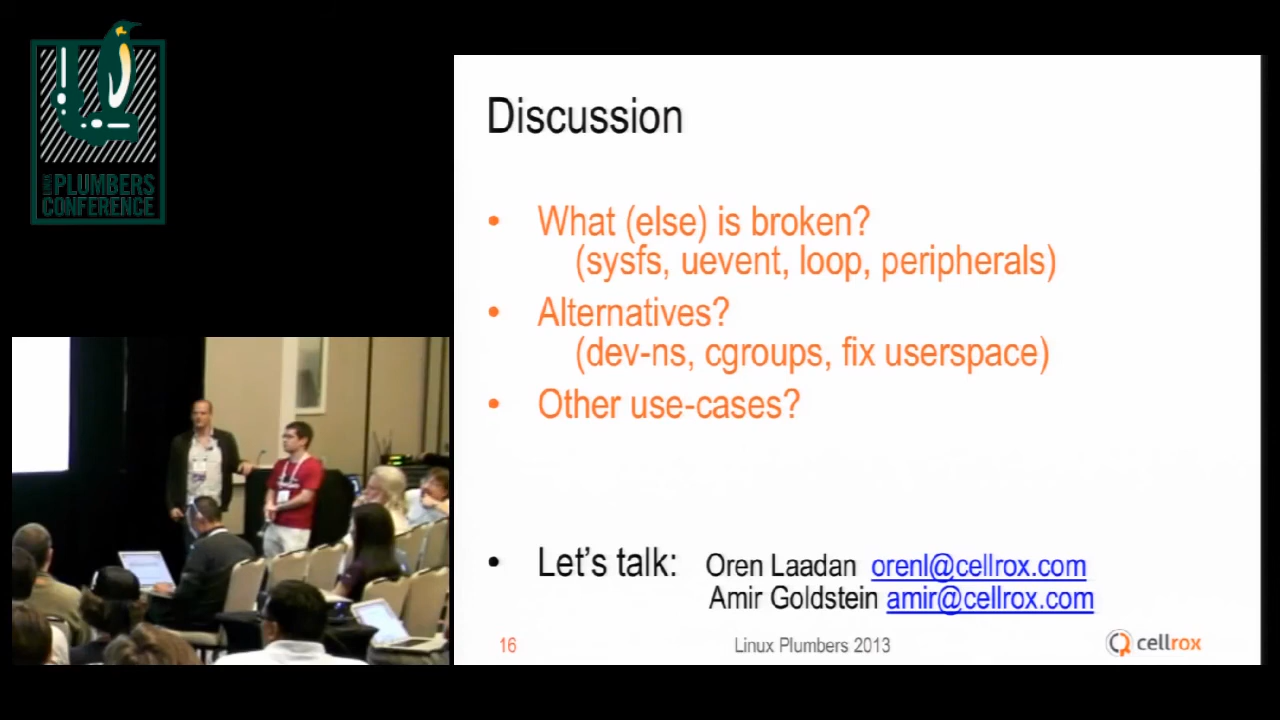 LINUX
PLUMBERS
CONFERENCE
Discussion
• What (else) is broken?
(sysfs, uevent, loop, peripherals)
• Alternatives?
(dev-ns, cgroups, fix userspace)
• Other use-cases?
• Let's talk: Oren Laadan orenl@cellrox.com
Amir Goldstein amir@cellrox.com
16 Linux Plumbers 2013 cellrox